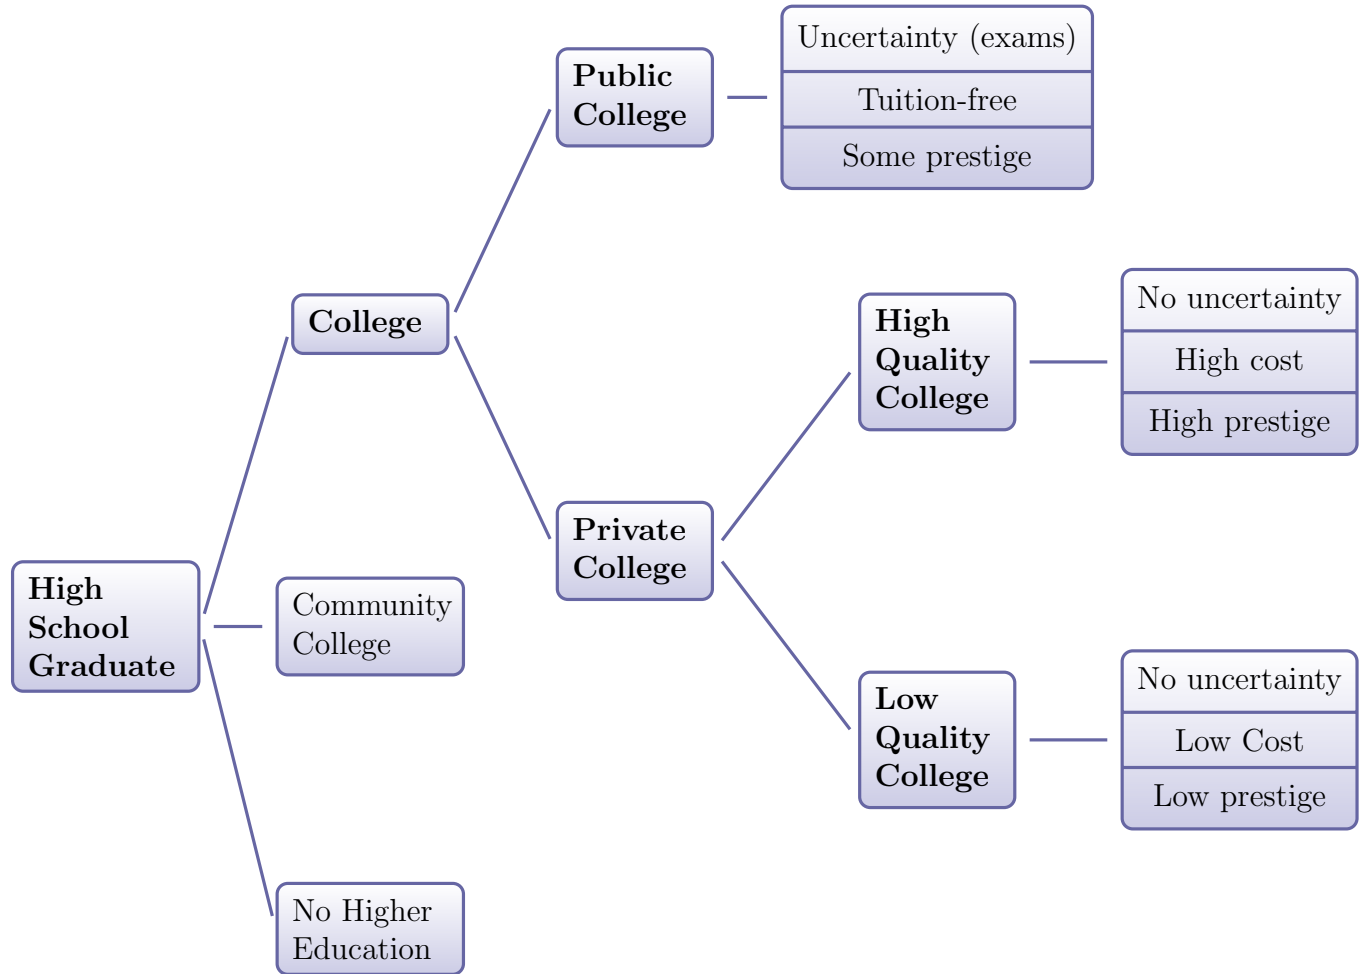 Uncertainty (exams)
Public
College
Tuition-free
Some prestige
No uncertainty
College
High
Quality
College
High cost
High prestige
Private
College
High
School
Graduate
Community
College
Low
Quality
College
No uncertainty
Low Cost
Low prestige
No Higher
Education